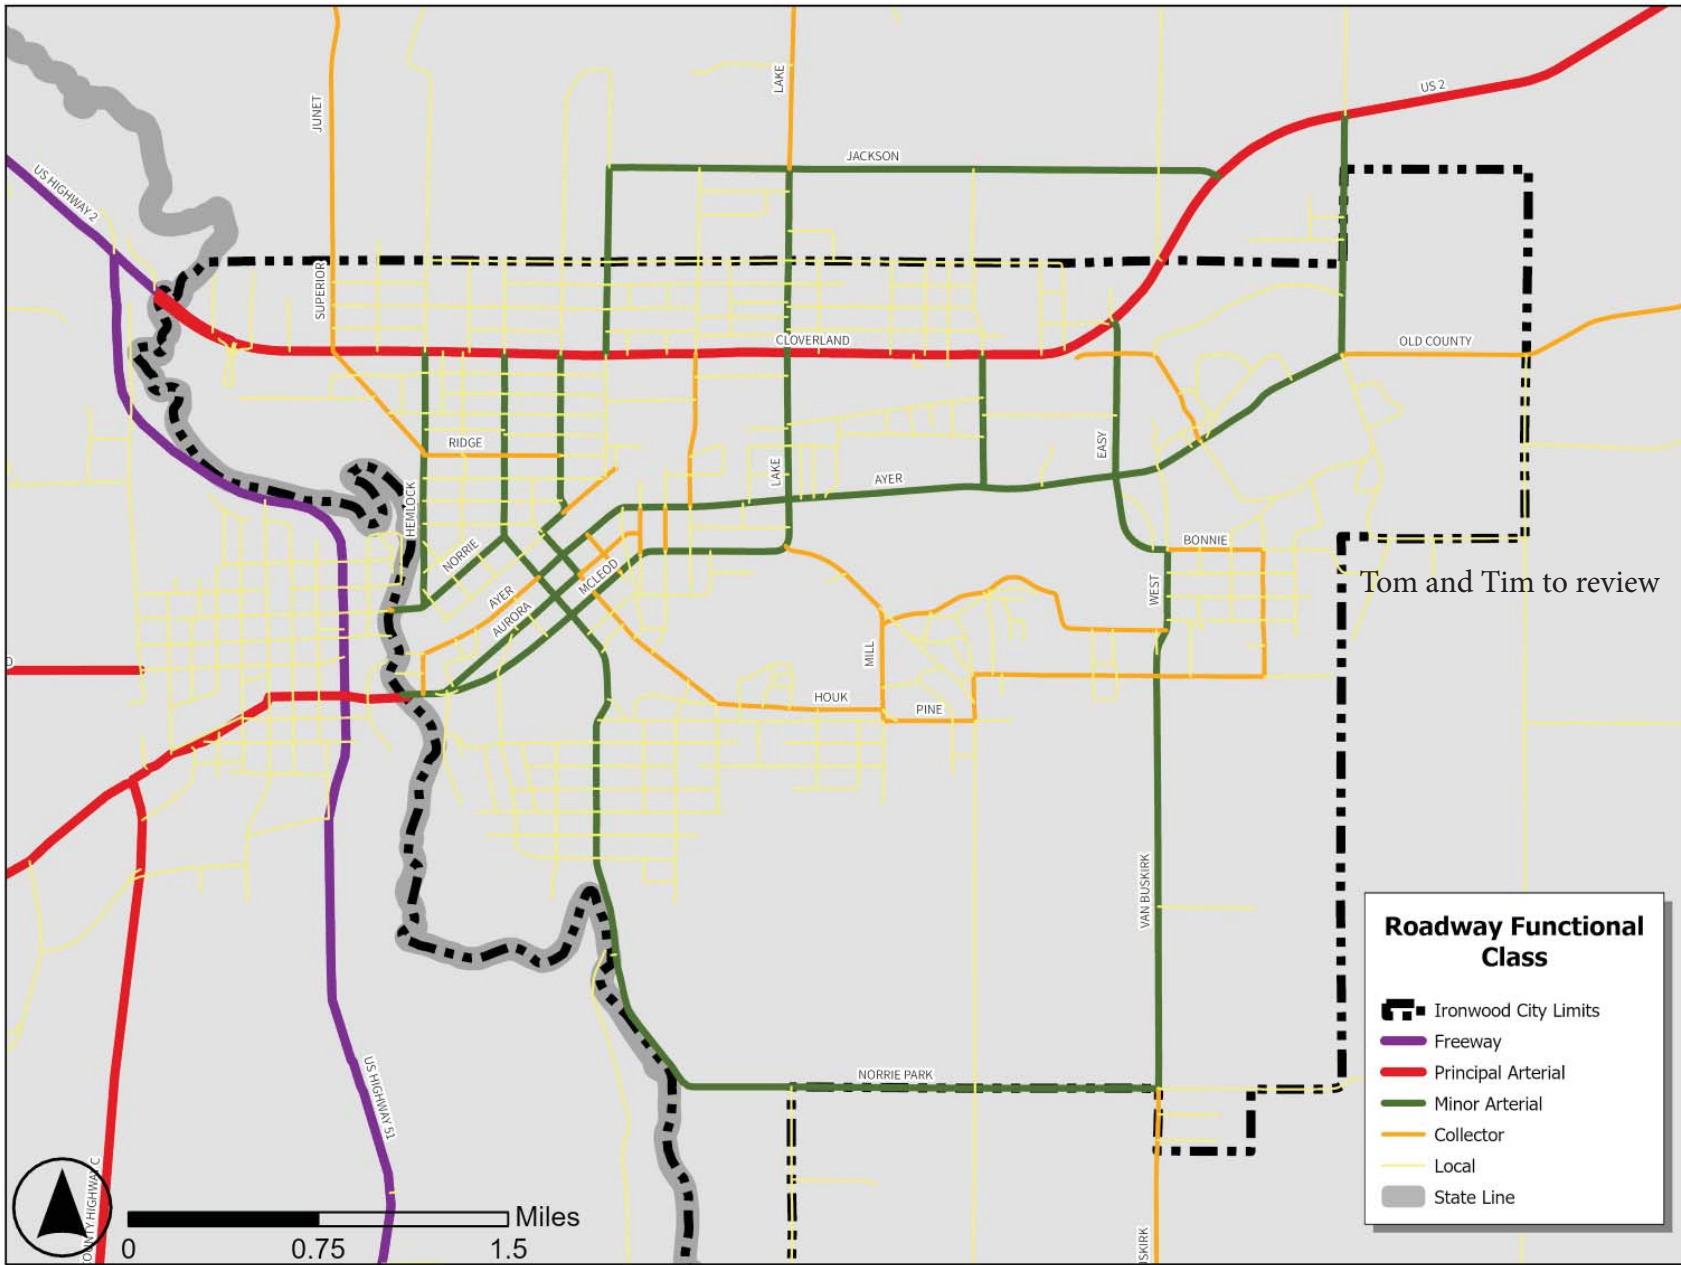 LAKE
JUNET
US 2
JACKSON
US HIGHWAY 2
SUPERIOR
CLOVERLAND
OLD COUNTY
RIDGE
EASY
LAKE
AYER
HEMLOCK
NORRIE
BONNIE
MCLEOD
Tom and Tim to review
AYER
WEST
AURORA
MILL
D
HOUK
PINE
VAN BUSKIRK
Roadway Functional
Class
Ironwood City Limits
Freeway
Principal Arterial
Minor Arterial
Collector
Local
State Line
NORRIE PARK
US HIGHWAY 51
OUNTY HIGHWAY C
SKIRK
Miles
0 0.75 1.5